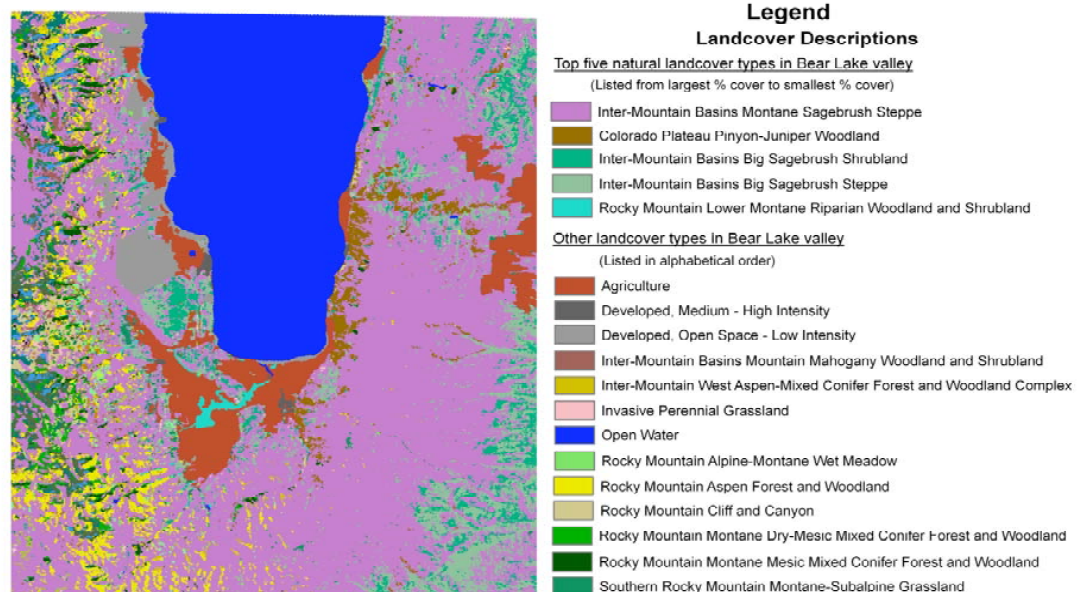 Legend
Landcover Descriptions
Top five natural landcover types in Bear Lake valley
(Listed from largest % cover to smallest % cover)
Inter-Mountain Basins Montane Sagebrush Steppe
Colorado Plateau Pinyon-Juniper Woodland
Inter-Mountain Basins Big Sagebrush Shrubland
Inter-Mountain Basins Big Sagebrush Steppe
Rocky Mountain Lower Montane Riparian Woodland and Shrubland
Other landcover types in Bear Lake valley
(Listed in alphabetical order)
Agriculture
Developed, Medium - High Intensity
Developed, Open Space - Low Intensity
Inter-Mountain Basins Mountain Mahogany Woodland and Shrubland
Inter-Mountain West Aspen-Mixed Conifer Forest and Woodland Complex
Invasive Perennial Grassland
Open Water
Rocky Mountain Alpine-Montane Wet Meadow
Rocky Mountain Aspen Forest and Woodland
Rocky Mountain Cliff and Canyon
Rocky Mountain Montane Dry-Mesic Mixed Conifer Forest and Woodland
Rocky Mountain Montane Mesic Mixed Conifer Forest and Woodland
Southern Rocky Mountain Montane-Subalpine Grassland